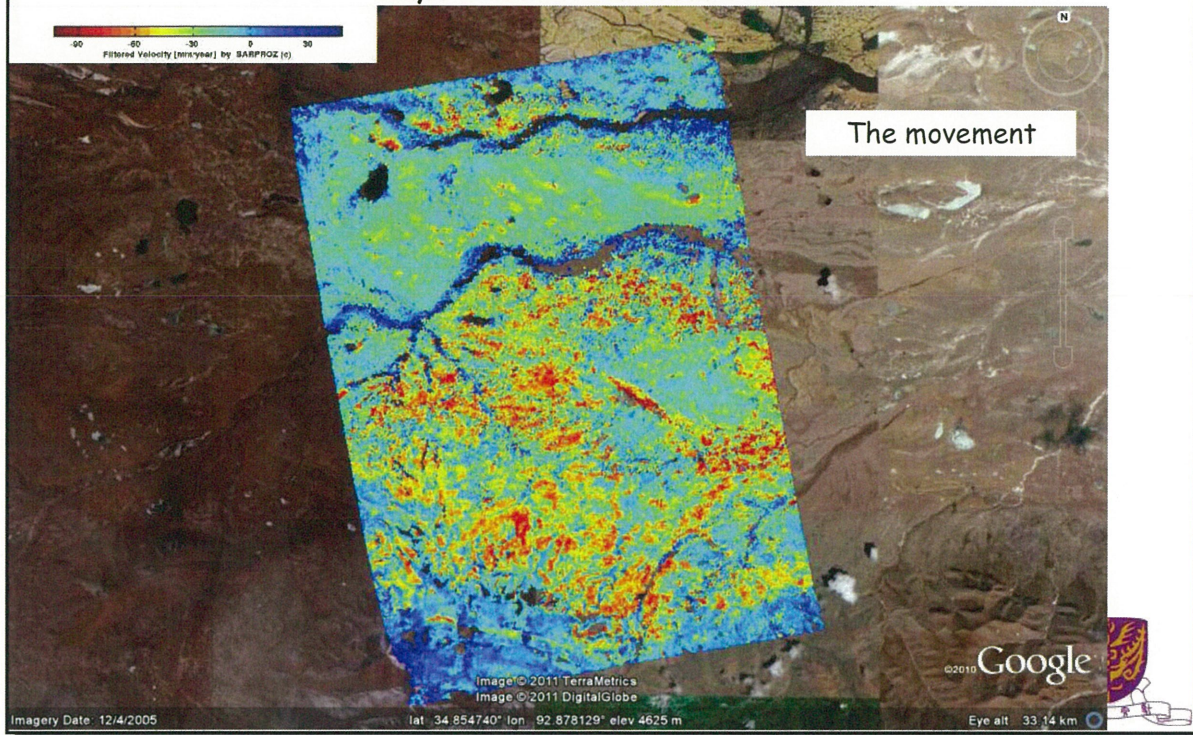 -90 -60 -30 0 30
Filtered Velocity [mm/year] by SARPROZ (c)
N
The movement
©2010 Google
Image © 2011 TerraMetrics
Image © 2011 DigitalGlobe
Imagery Date: 12/4/2005
lat 34.854740° lon 92.878129° elev 4625 m
Eye alt 33.14 km